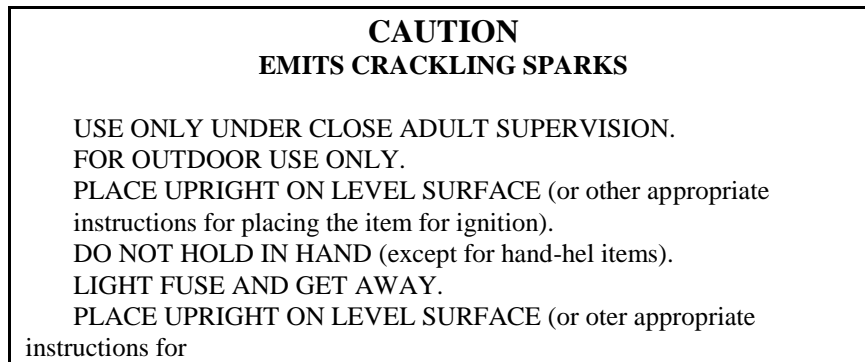 CAUTION
EMITS CRACKLING SPARKS
USE ONLY UNDER CLOSE ADULT SUPERVISION.
FOR OUTDOOR USE ONLY.
PLACE UPRIGHT ON LEVEL SURFACE (or other appropriate
instructions for placing the item for ignition).
DO NOT HOLD IN HAND (except for hand-hel items).
LIGHT FUSE AND GET AWAY.
PLACE UPRIGHT ON LEVEL SURFACE (or oter appropriate
instructions for